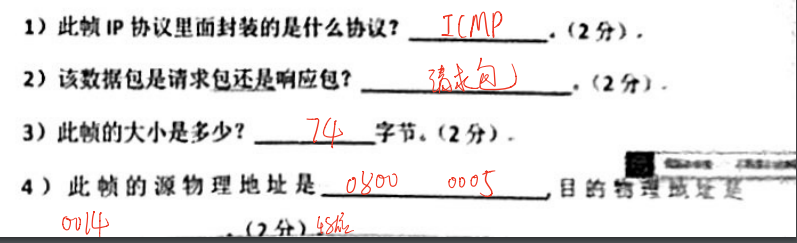 1）此帧 IP 协议里面封装的是什么协议？ ICMP 。（2 分）.
2）该数据包是请求包还是响应包？ 请求包 。（2 分）.
3）此帧的大小是多少？ 74 字节。（2 分）.
4）此帧的源物理地址是 0800 0005 ，目的物理地址是
0014 。（2 分） 48位